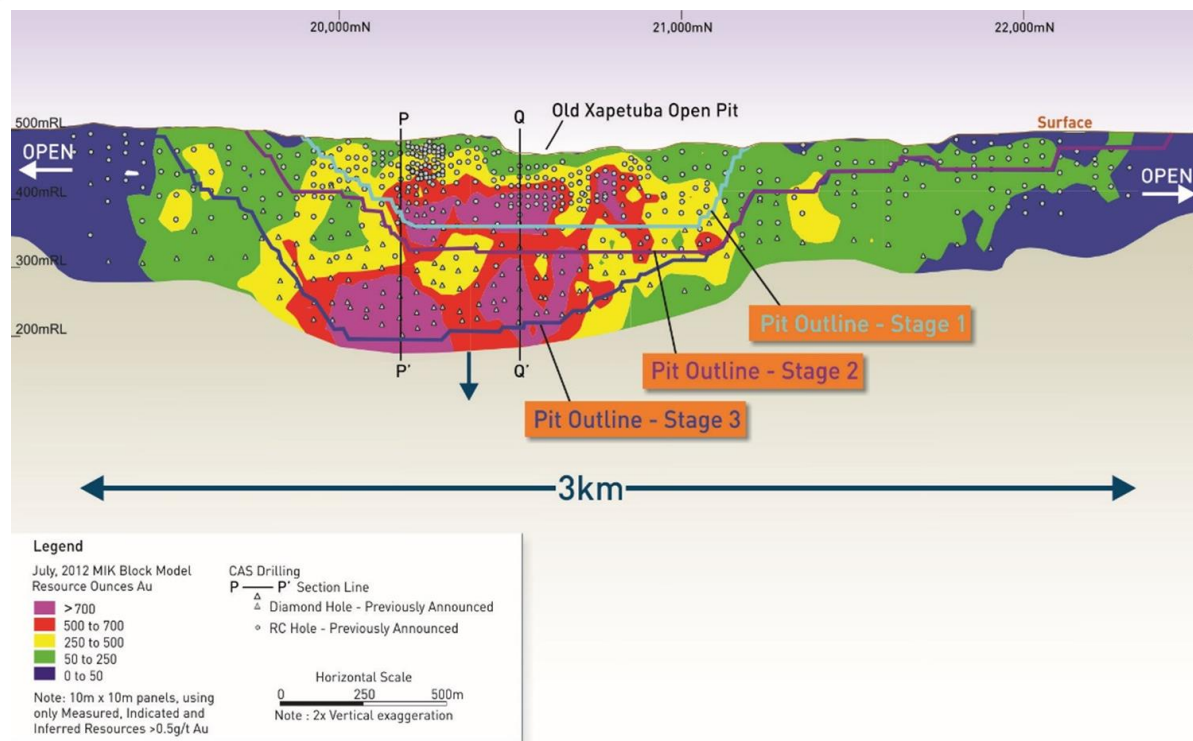 20,000mN
21,000mN
22,000mN
Old Xapetuba Open Pit
P
Q
500mRL
Surface
OPEN
OPEN
400mRL
300mRL
200mRL
Pit Outline - Stage 1
P'
Q'
Pit Outline - Stage 2
Pit Outline - Stage 3
3km
Legend
July, 2012 MIK Block Model
Resource Ounces Au
>700
500 to 700
250 to 500
50 to 250
0 to 50
Note: 10m x 10m panels, using
only Measured, Indicated and
Inferred Resources >0.5g/t Au
CAS Drilling
P P' Section Line
Diamond Hole - Previously Announced
RC Hole - Previously Announced
Horizontal Scale
0 250 500m
Note : 2x Vertical exaggeration